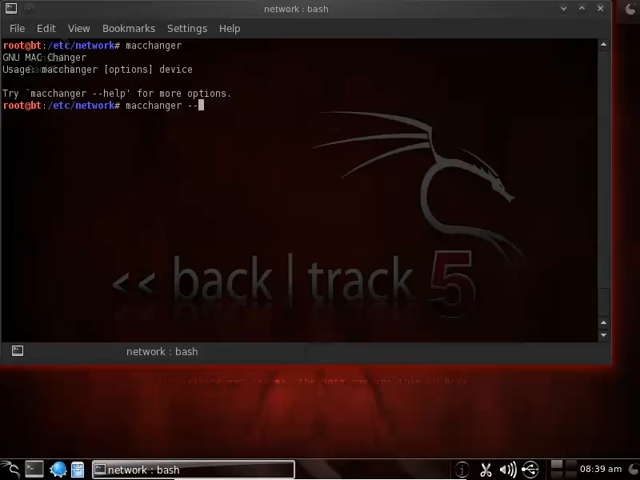 network : bash
File Edit View Bookmarks Settings Help
root@bt:/etc/network# macchanger
GNU MAC Changer
Usage: macchanger [options] device
Try `macchanger --help' for more options.
root@bt:/etc/network# macchanger --
<< back | track 5
network : bash
network : bash
08:39 am